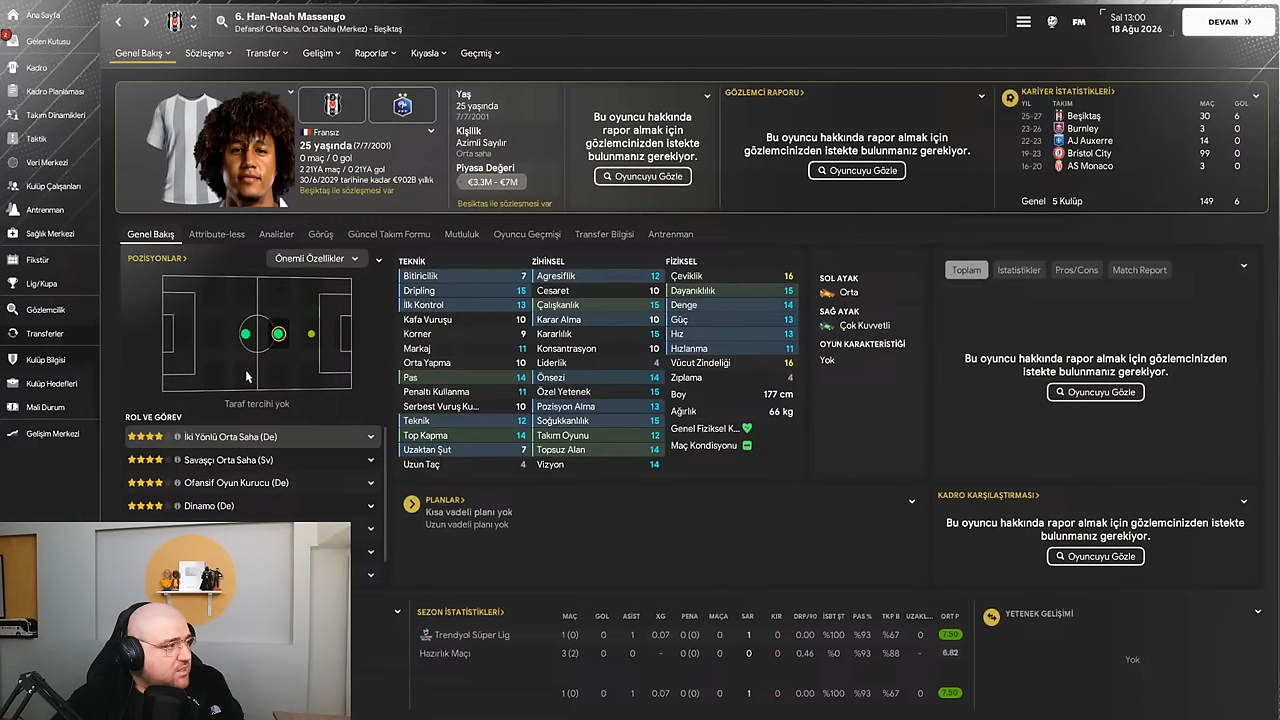 Ana Sayfa
2
Gelen Kutusu
Kadro
Kadro Planlaması
Takım Dinamikleri
Taktik
Veri Merkezi
Kulüp Çalışanları
Antrenman
Sağlık Merkezi
Fikstür
Lig/Kupa
Gözlemcilik
Transferler
Kulüp Bilgisi
Kulüp Hedefleri
Mali Durum
Gelişim Merkezi
6. Han-Noah Massengo
Defansif Orta Saha, Orta Saha (Merkez) - Beşiktaş
FM
Sal 13:00
18 Ağu 2026
DEVAM
Genel Bakış
Sözleşme
Transfer
Gelişim
Raporlar
Kıyasla
Geçmiş
Fransız
25 yaşında (7/7/2001)
0 maç / 0 gol
2 21YA maç / 0 21YA gol
30/6/2029 tarihine kadar €902B yıllık
Beşiktaş ile sözleşmesi var
Yaş
25 yaşında
7/7/2001
Kişilik
Azimli Sayılır
Orta saha
Piyasa Değeri
€3.3M - €7M
Beşiktaş ile sözleşmesi var
Bu oyuncu hakkında rapor almak için gözlemcinizden istekte bulunmanız gerekiyor.
Oyuncuyu Gözle
GÖZLEMCİ RAPORU
Bu oyuncu hakkında rapor almak için gözlemcinizden istekte bulunmanız gerekiyor.
Oyuncuyu Gözle
KARİYER İSTATİSTİKLERİ
YIL TAKIM MAÇ GOL
25-27 Beşiktaş 30 6
23-26 Burnley 3 0
22-23 AJ Auxerre 14 0
19-23 Bristol City 99 0
16-20 AS Monaco 3 0
Genel 5 Kulüp 149 6
Genel Bakış
Attribute-less
Analizler
Görüş
Güncel Takım Formu
Mutluluk
Oyuncu Geçmişi
Transfer Bilgisi
Antrenman
POZİSYONLAR
Önemli Özellikler
Taraf tercihi yok
ROL VE GÖREV
İki Yönlü Orta Saha (De)
Savaşçı Orta Saha (Sv)
Ofansif Oyun Kurucu (De)
Dinamo (De)
TEKNİK
Bitiricilik 7
Dripling 15
İlk Kontrol 13
Kafa Vuruşu 10
Korner 9
Markaj 11
Orta Yapma 10
Pas 14
Penaltı Kullanma 11
Serbest Vuruş Ku... 10
Teknik 12
Top Kapma 14
Uzaktan Şut 7
Uzun Taç 4
ZİHİNSEL
Agresiflik 12
Cesaret 10
Çalışkanlık 15
Karar Alma 10
Kararlılık 15
Konsantrasyon 10
Liderlik 4
Önsezi 14
Özel Yetenek 15
Pozisyon Alma 13
Soğukkanlılık 15
Takım Oyunu 12
Topsuz Alan 14
Vizyon 14
FİZİKSEL
Çeviklik 16
Dayanıklılık 15
Denge 14
Güç 13
Hız 13
Hızlanma 11
Vücut Zindeliği 16
Zıplama 4
Boy 177 cm
Ağırlık 66 kg
Genel Fiziksel K...
Maç Kondisyonu
SOL AYAK
Orta
SAĞ AYAK
Çok Kuvvetli
OYUN KARAKTERİSTİĞİ
Yok
Toplam
İstatistikler
Pros/Cons
Match Report
Bu oyuncu hakkında rapor almak için gözlemcinizden istekte bulunmanız gerekiyor.
Oyuncuyu Gözle
PLANLAR
Kısa vadeli planı yok
Uzun vadeli planı yok
KADRO KARŞILAŞTIRMASI
Bu oyuncu hakkında rapor almak için gözlemcinizden istekte bulunmanız gerekiyor.
Oyuncuyu Gözle
SEZON İSTATİSTİKLERİ
MAÇ GOL ASİST XG PENA MAÇA SAR KIR DRP/90 İSBT ŞT PAS % TKP B UZAKL... ORT P
Trendyol Süper Lig 1 (0) 0 1 0.07 0 (0) 0 1 0 0.00 %100 %93 %67 0 7.50
Hazırlık Maçı 3 (2) 0 0 - 0 (0) 0 0 0 0.46 %0 %93 %88 - 6.82
1 (0) 0 1 0.07 0 (0) 0 1 0 0.00 %100 %93 %67 0 7.50
YETENEK GELİŞİMİ
Yok